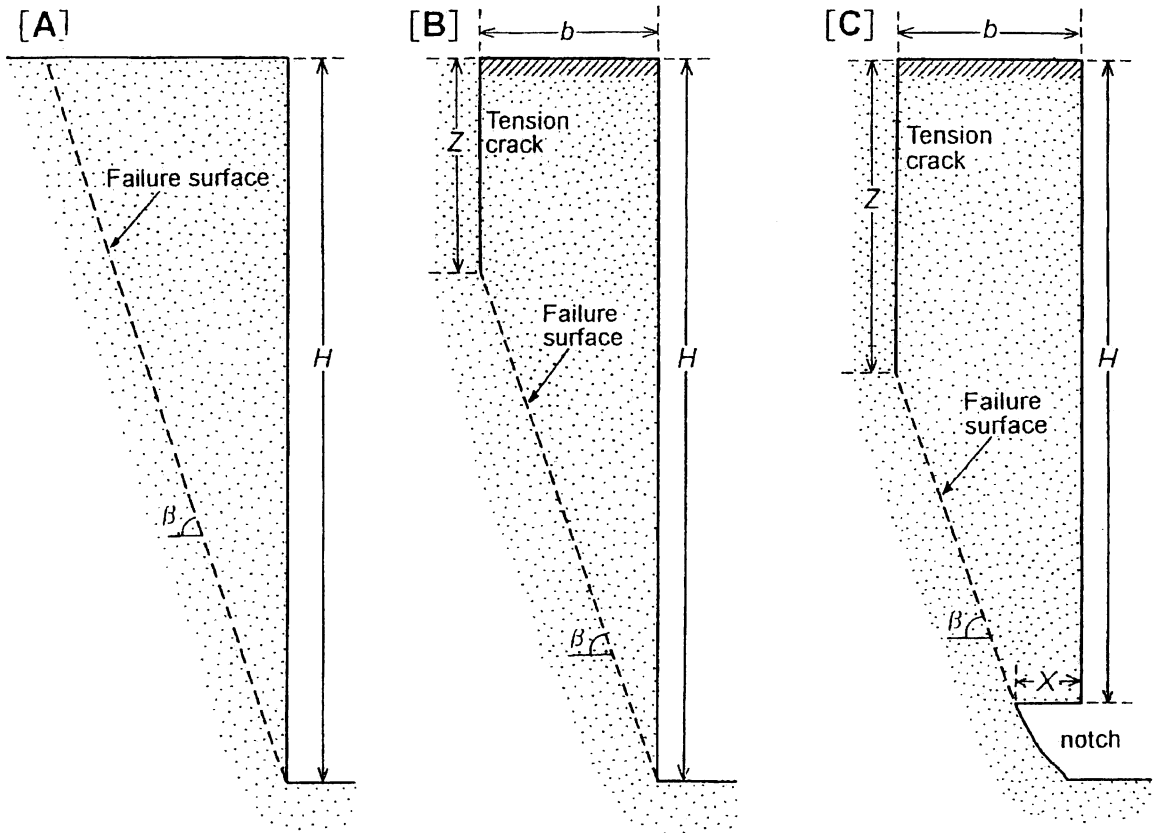 [A]
Failure surface
β
H
[B]
b
Z
Tension
crack
Failure
surface
β
H
[C]
b
Z
Tension
crack
Failure
surface
β
H
X
notch